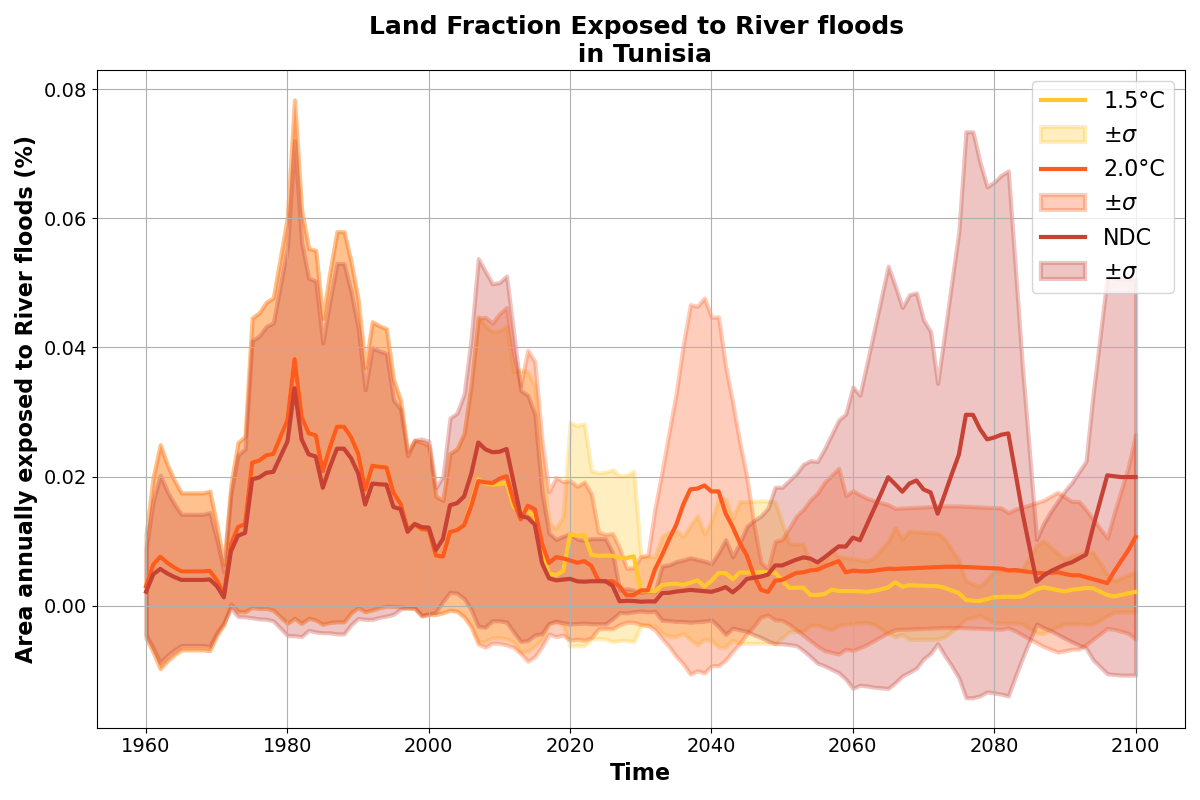 Land Fraction Exposed to River floods
in Tunisia
Area annually exposed to River floods (%)
0.08
0.06
0.04
0.02
0.00
1960
1980
2000
2020
2040
2060
2080
2100
Time
1.5°C
±σ
2.0°C
±σ
NDC
±σ